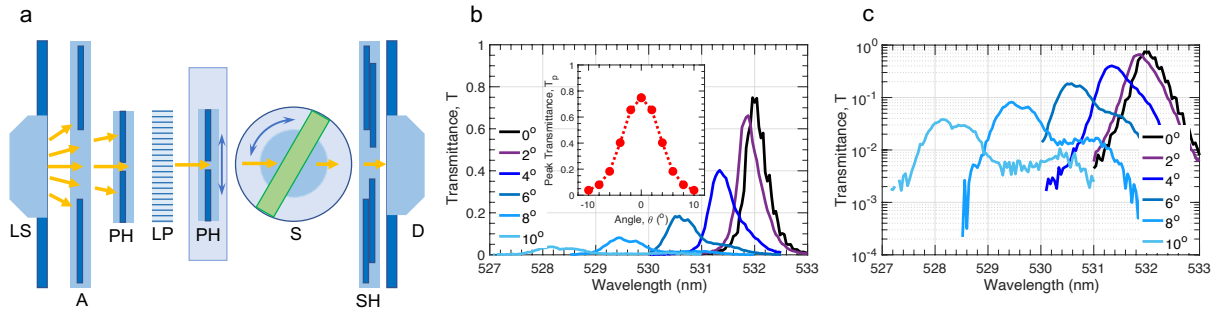 a
LS
A
PH
LP
PH
S
SH
D
b
Transmittance, T
1
0.8
0.6
0.4
0.2
0
527 528 529 530 531 532 533
Wavelength (nm)
0°
2°
4°
6°
8°
10°
Peak Transmittance, Tp
1
0.8
0.6
0.4
0.2
0
-10 0 10
Angle, θ (°)
c
Transmittance, T
10⁰
10⁻¹
10⁻²
10⁻³
10⁻⁴
527 528 529 530 531 532 533
Wavelength (nm)
0°
2°
4°
6°
8°
10°